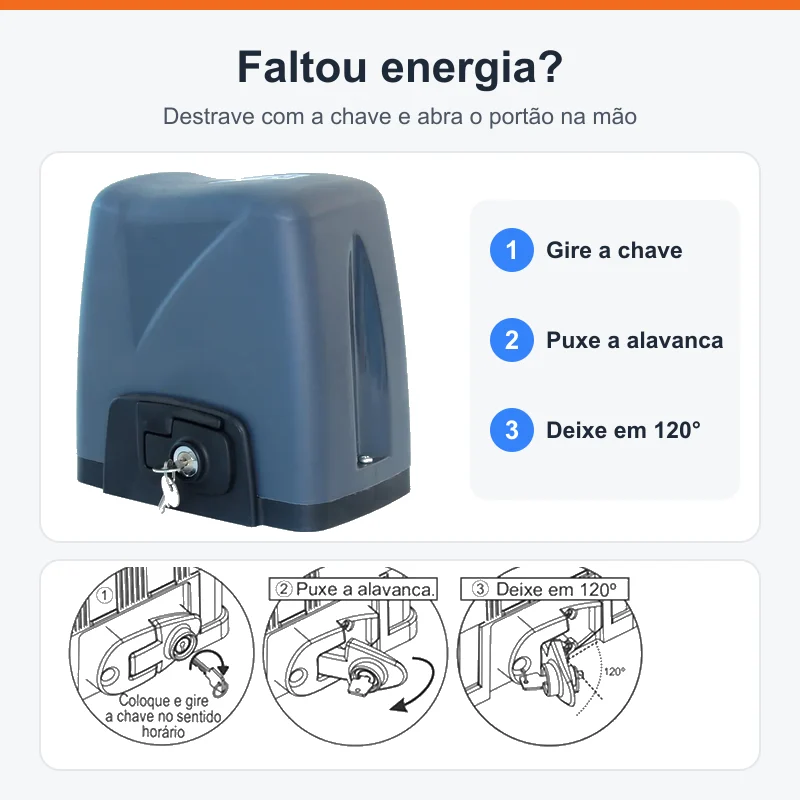 Faltou energia?
Destrave com a chave e abra o portão na mão
1 Gire a chave
2 Puxe a alavanca
3 Deixe em 120°
①
Coloque e gire
a chave no sentido
horário
② Puxe a alavanca.
③ Deixe em 120º
120º